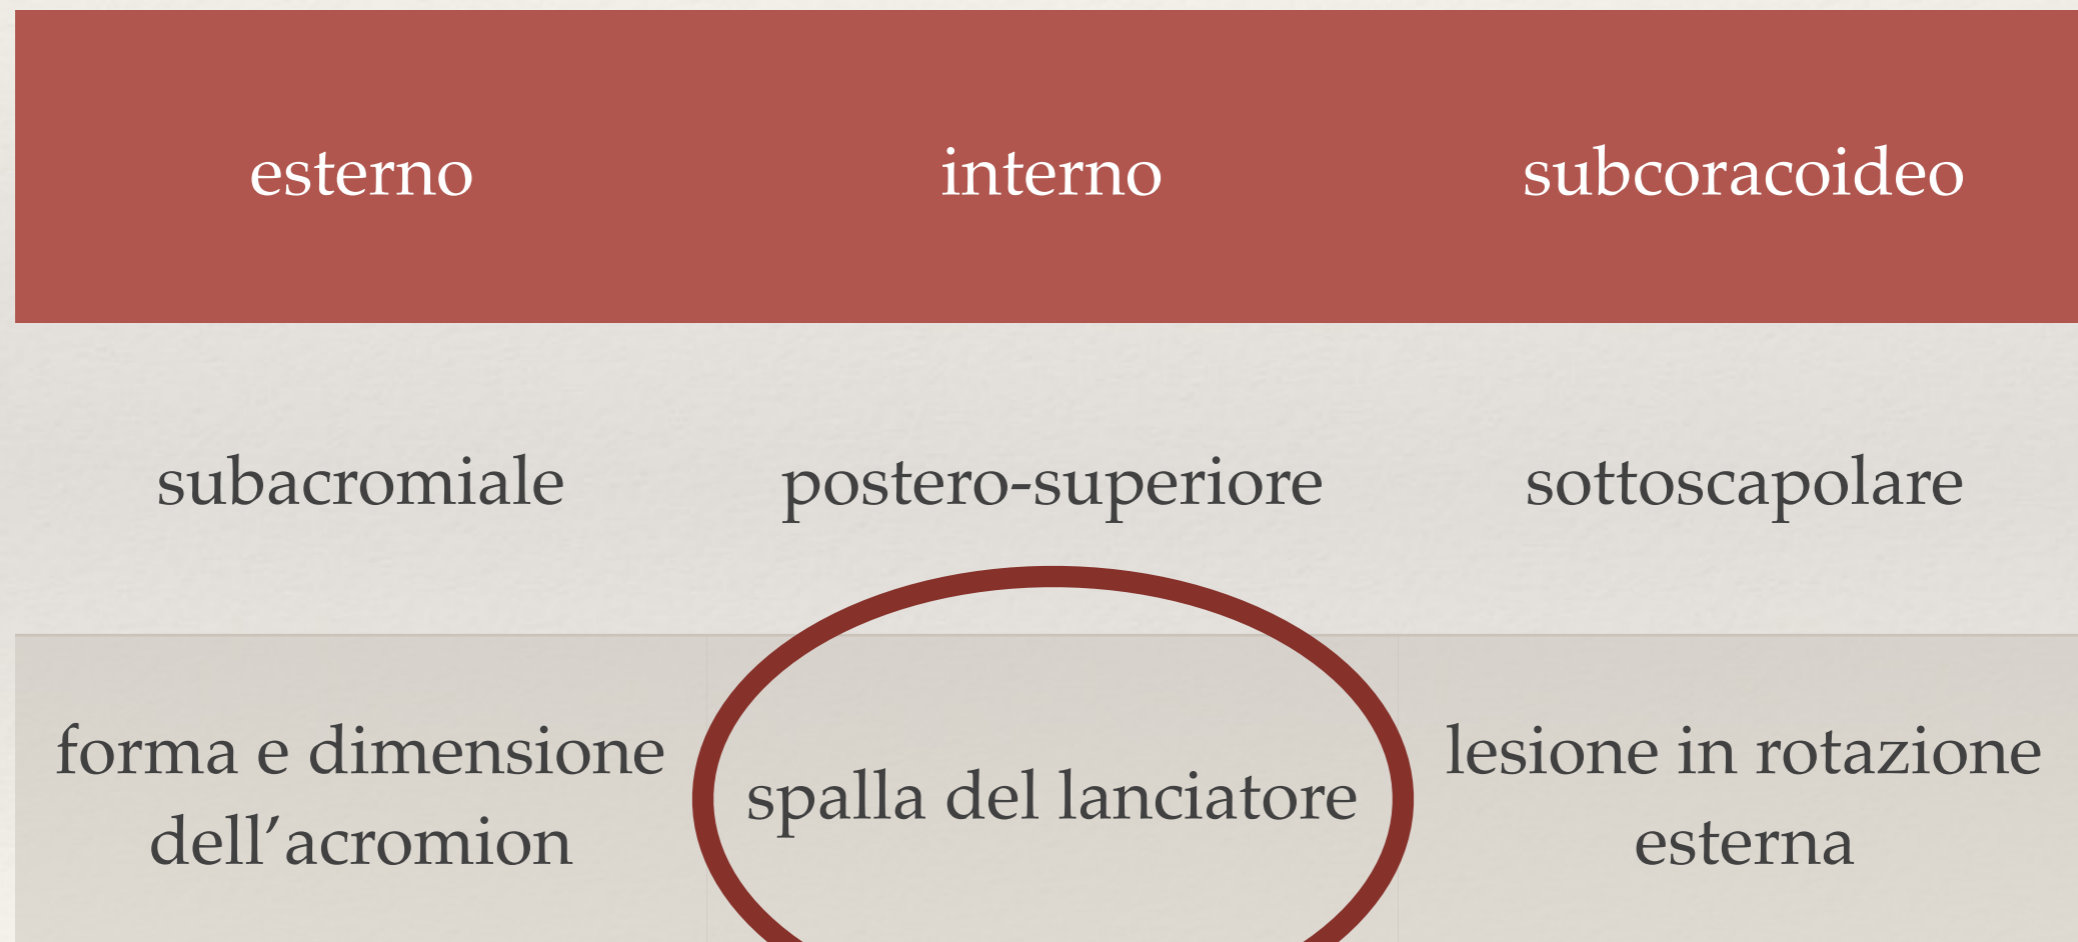 esterno interno subcoracoideo
subacromiale postero-superiore sottoscapolare
forma e dimensione
dell’acromion
spalla del lanciatore
lesione in rotazione
esterna